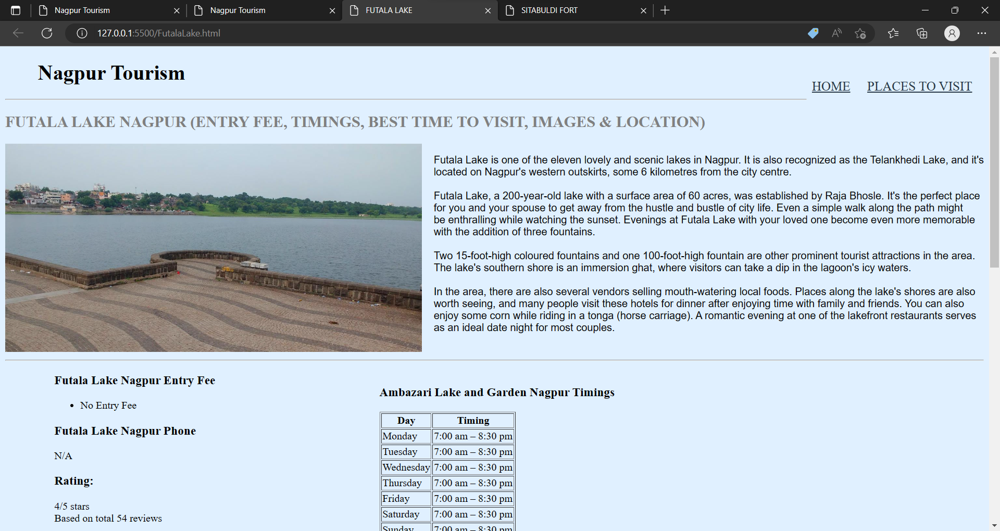 Nagpur Tourism
Nagpur Tourism
FUTALA LAKE
SITABULDI FORT
127.0.0.1:5500/FutalaLake.html
Nagpur Tourism
HOME PLACES TO VISIT
FUTALA LAKE NAGPUR (ENTRY FEE, TIMINGS, BEST TIME TO VISIT, IMAGES & LOCATION)
Futala Lake is one of the eleven lovely and scenic lakes in Nagpur. It is also recognized as the Telankhedi Lake, and it's
located on Nagpur's western outskirts, some 6 kilometres from the city centre.
Futala Lake, a 200-year-old lake with a surface area of 60 acres, was established by Raja Bhosle. It's the perfect place
for you and your spouse to get away from the hustle and bustle of city life. Even a simple walk along the path might
be enthralling while watching the sunset. Evenings at Futala Lake with your loved one become even more memorable
with the addition of three fountains.
Two 15-foot-high coloured fountains and one 100-foot-high fountain are other prominent tourist attractions in the area.
The lake's southern shore is an immersion ghat, where visitors can take a dip in the lagoon's icy waters.
In the area, there are also several vendors selling mouth-watering local foods. Places along the lake's shores are also
worth seeing, and many people visit these hotels for dinner after enjoying time with family and friends. You can also
enjoy some corn while riding in a tonga (horse carriage). A romantic evening at one of the lakefront restaurants serves
as an ideal date night for most couples.
Futala Lake Nagpur Entry Fee
• No Entry Fee
Futala Lake Nagpur Phone
N/A
Rating:
4/5 stars
Based on total 54 reviews
Ambazari Lake and Garden Nagpur Timings
Day Timing
Monday 7:00 am – 8:30 pm
Tuesday 7:00 am – 8:30 pm
Wednesday 7:00 am – 8:30 pm
Thursday 7:00 am – 8:30 pm
Friday 7:00 am – 8:30 pm
Saturday 7:00 am – 8:30 pm
Sunday 7:00 am – 8:30 pm